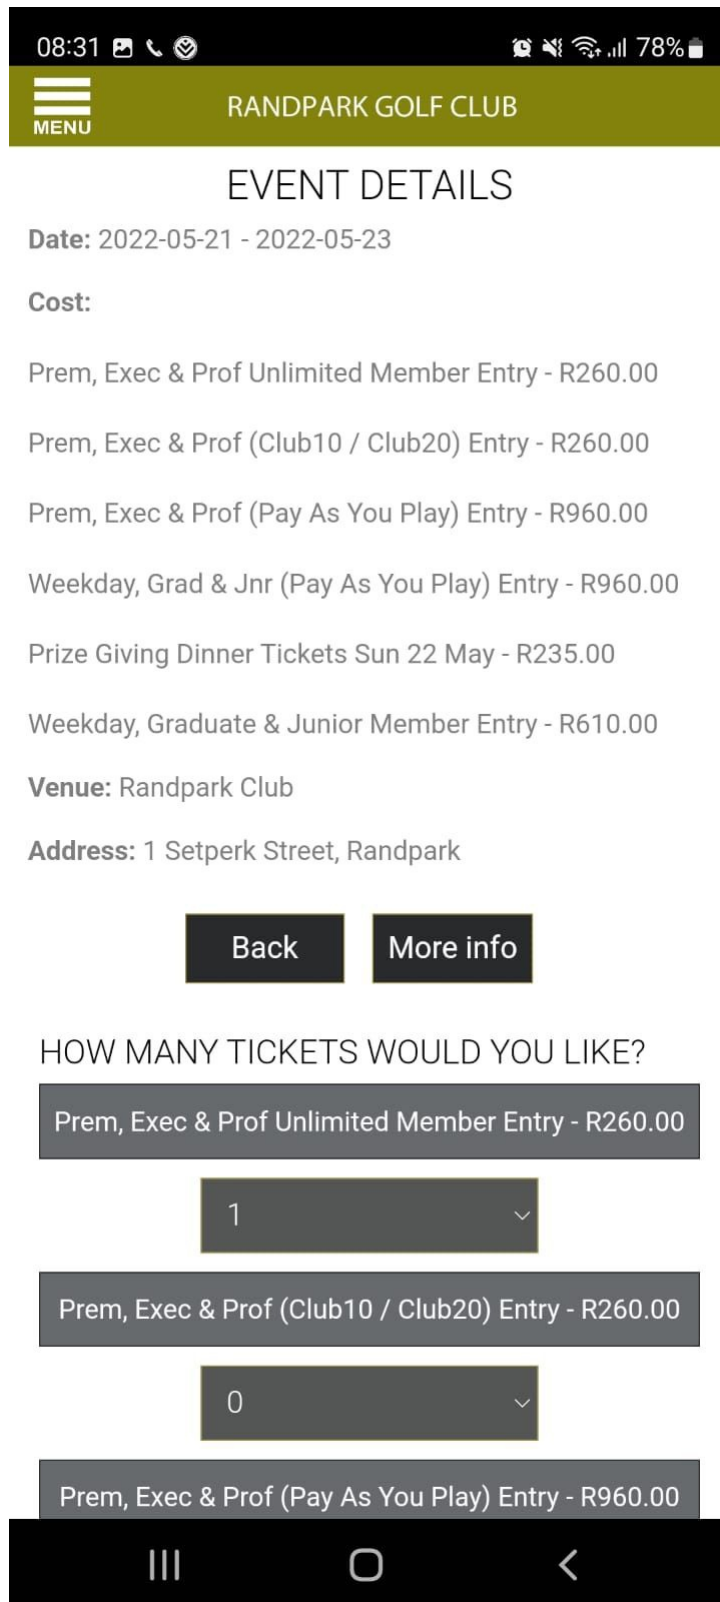 08:31 78%
MENU
RANDPARK GOLF CLUB
EVENT DETAILS
Date: 2022-05-21 - 2022-05-23
Cost:
Prem, Exec & Prof Unlimited Member Entry - R260.00
Prem, Exec & Prof (Club10 / Club20) Entry - R260.00
Prem, Exec & Prof (Pay As You Play) Entry - R960.00
Weekday, Grad & Jnr (Pay As You Play) Entry - R960.00
Prize Giving Dinner Tickets Sun 22 May - R235.00
Weekday, Graduate & Junior Member Entry - R610.00
Venue: Randpark Club
Address: 1 Setperk Street, Randpark
Back More info
HOW MANY TICKETS WOULD YOU LIKE?
Prem, Exec & Prof Unlimited Member Entry - R260.00
1
Prem, Exec & Prof (Club10 / Club20) Entry - R260.00
0
Prem, Exec & Prof (Pay As You Play) Entry - R960.00